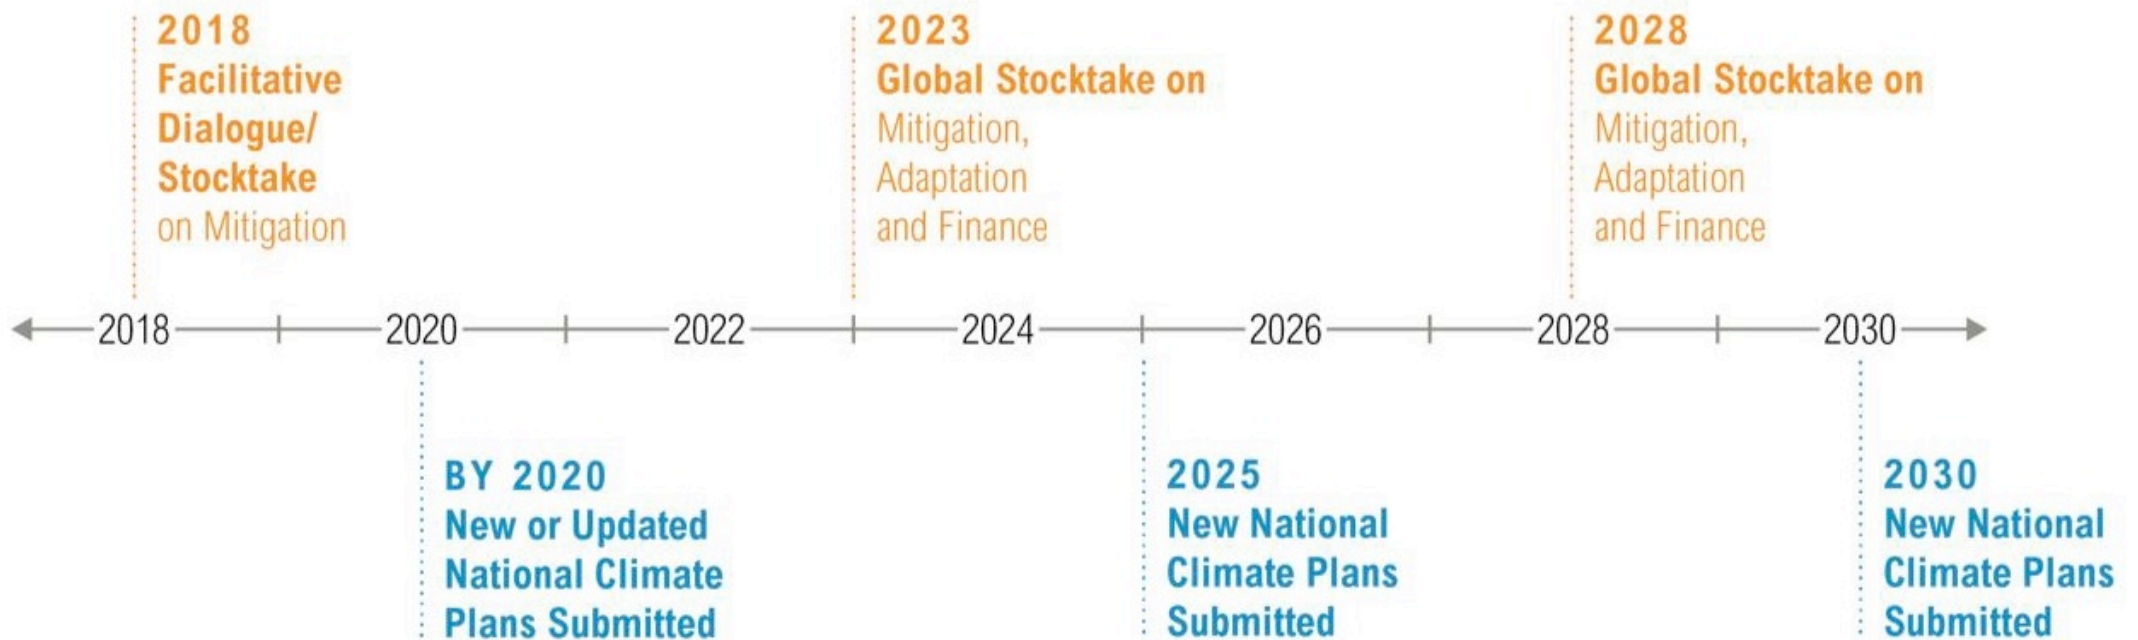 2018
Facilitative
Dialogue/
Stocktake
on Mitigation
2023
Global Stocktake on
Mitigation,
Adaptation
and Finance
2028
Global Stocktake on
Mitigation,
Adaptation
and Finance
2018 2020 2022 2024 2026 2028 2030
BY 2020
New or Updated
National Climate
Plans Submitted
2025
New National
Climate Plans
Submitted
2030
New National
Climate Plans
Submitted